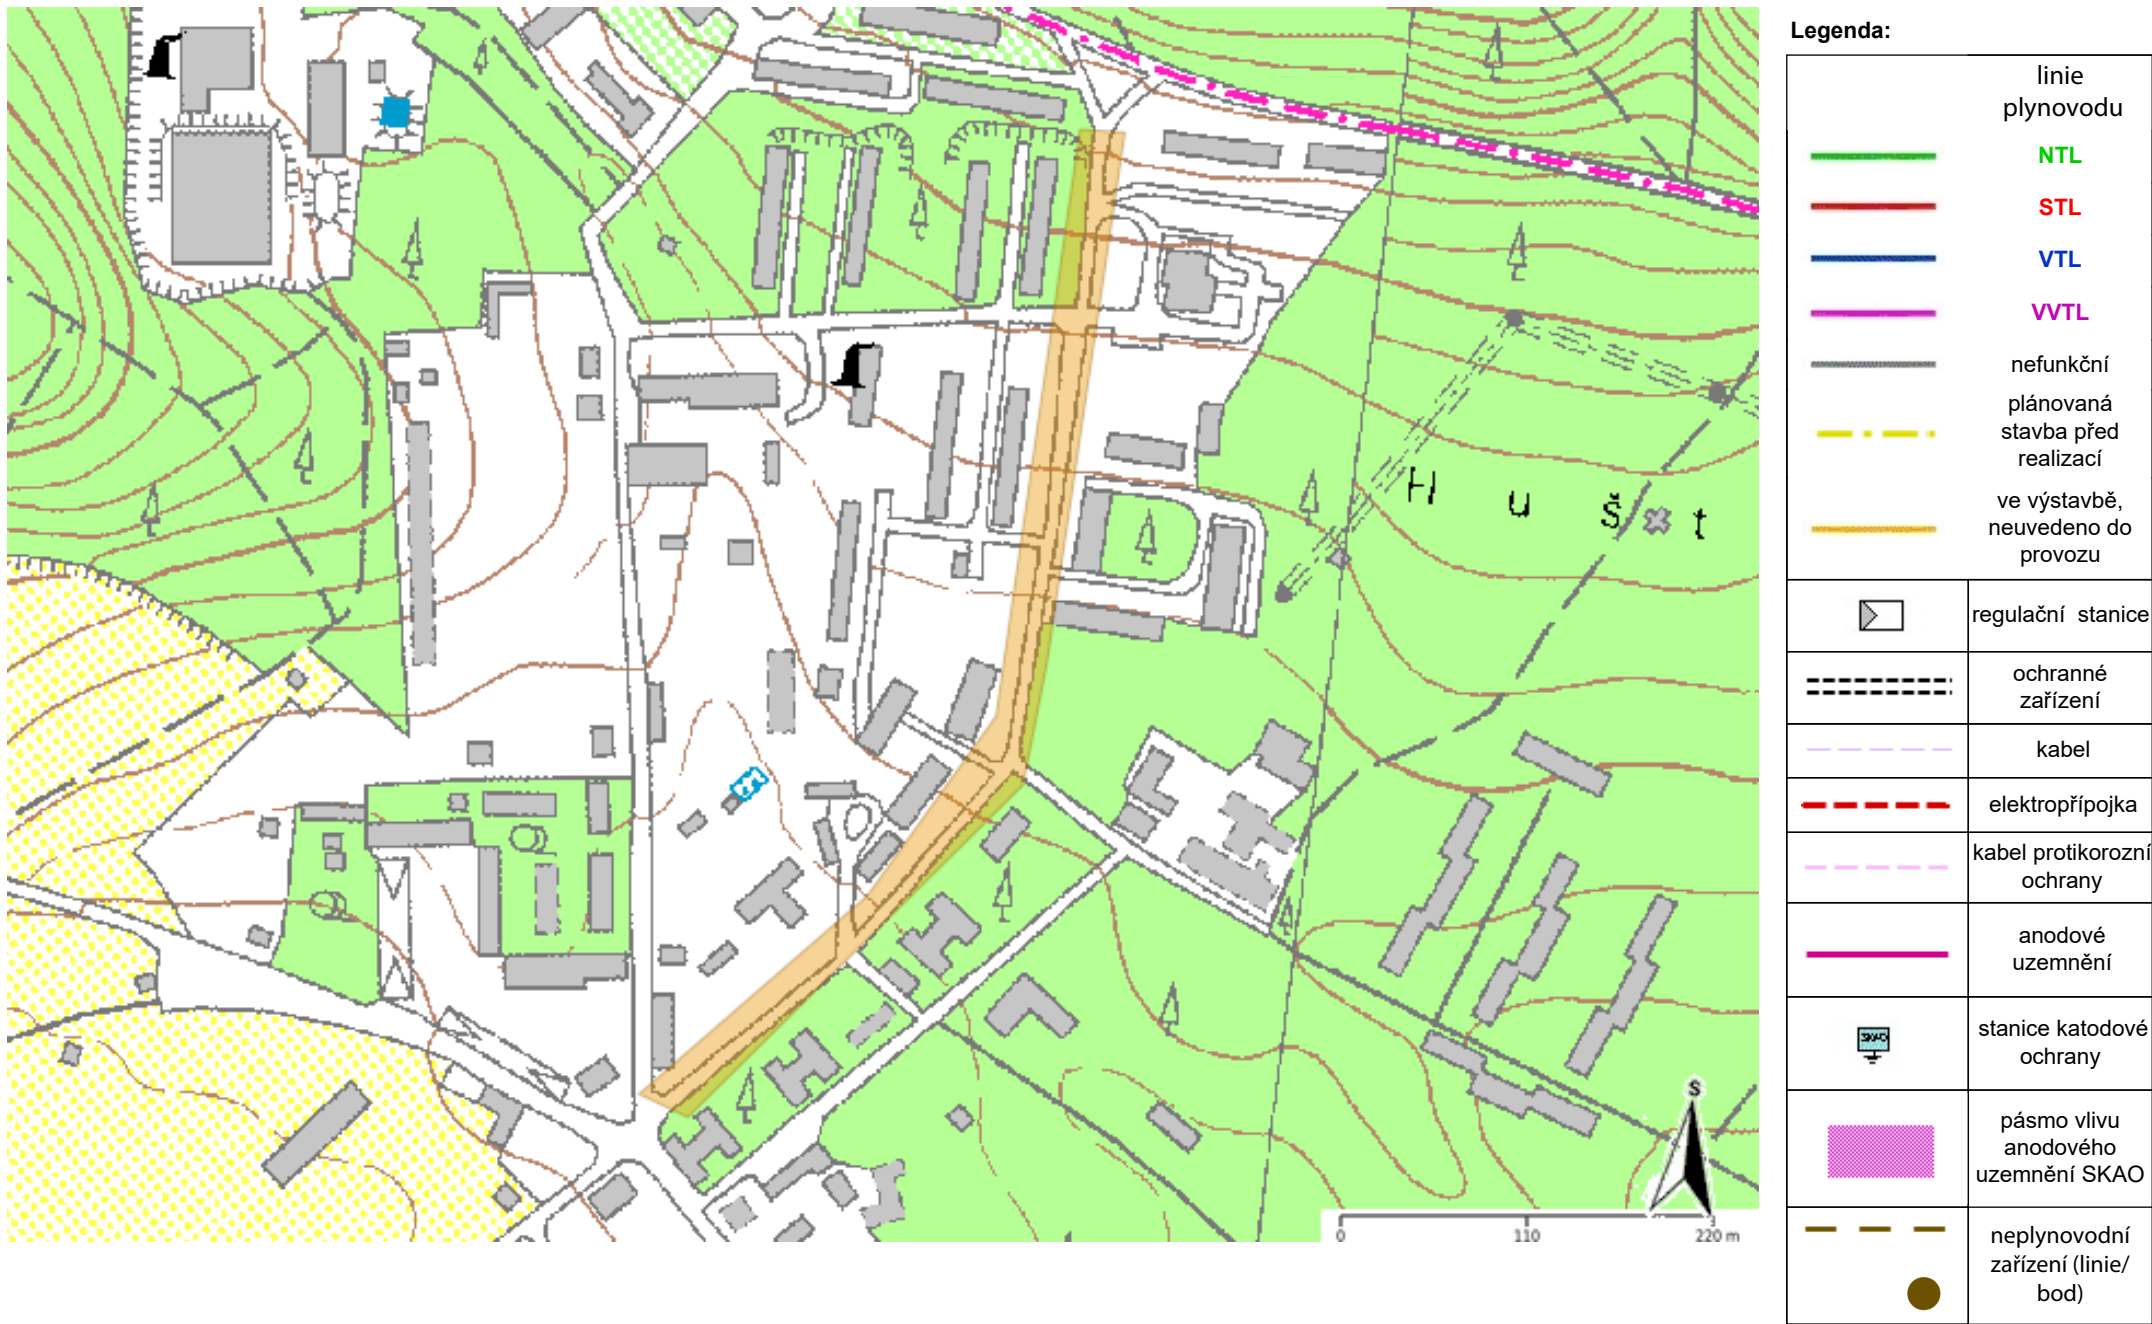 Legenda:
linie
plynovodu
NTL
STL
VTL
VVTL
nefunkční
plánovaná
stavba před
realizací
ve výstavbě,
neuvedeno do
provozu
regulační stanice
ochranné
zařízení
kabel
elektropřípojka
kabel protikorozní
ochrany
anodové
uzemnění
SKAO
stanice katodové
ochrany
pásmo vlivu
anodového
uzemnění SKAO
neplynovodní
zařízení (linie/
bod)
H u š t
S
0 110 220 m